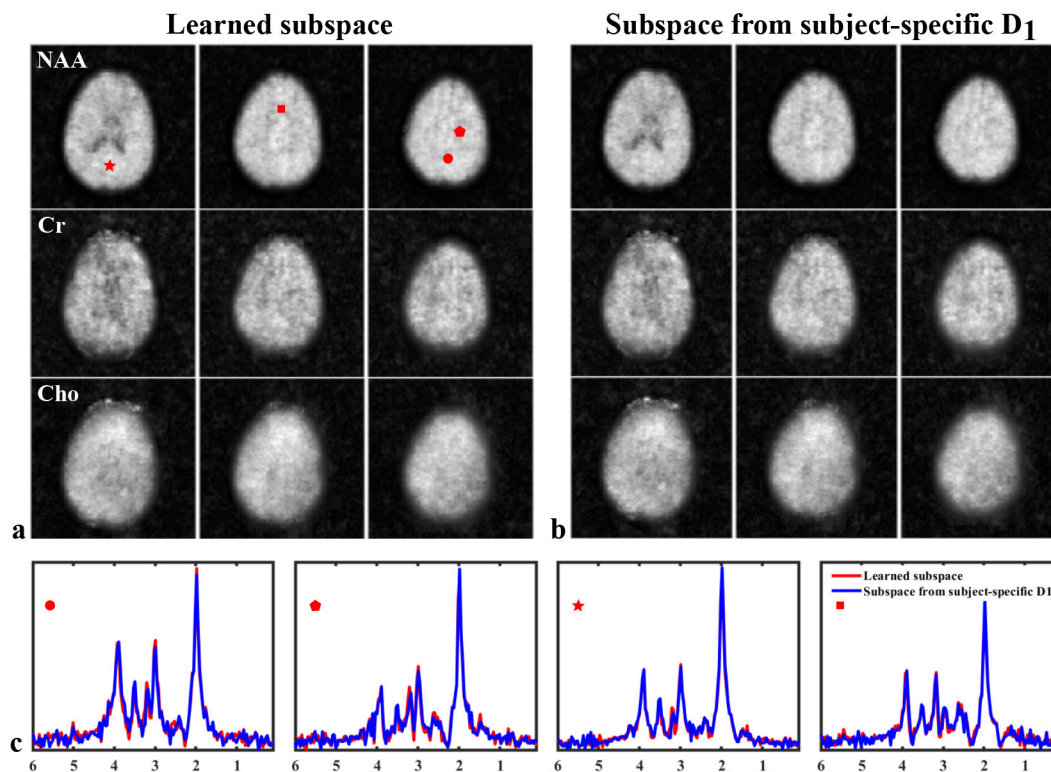 Learned subspace
Subspace from subject-specific D1
NAA
Cr
Cho
a
b
Learned subspace
Subspace from subject-specific D1
c
6 5 4 3 2 1
6 5 4 3 2 1
6 5 4 3 2 1
6 5 4 3 2 1